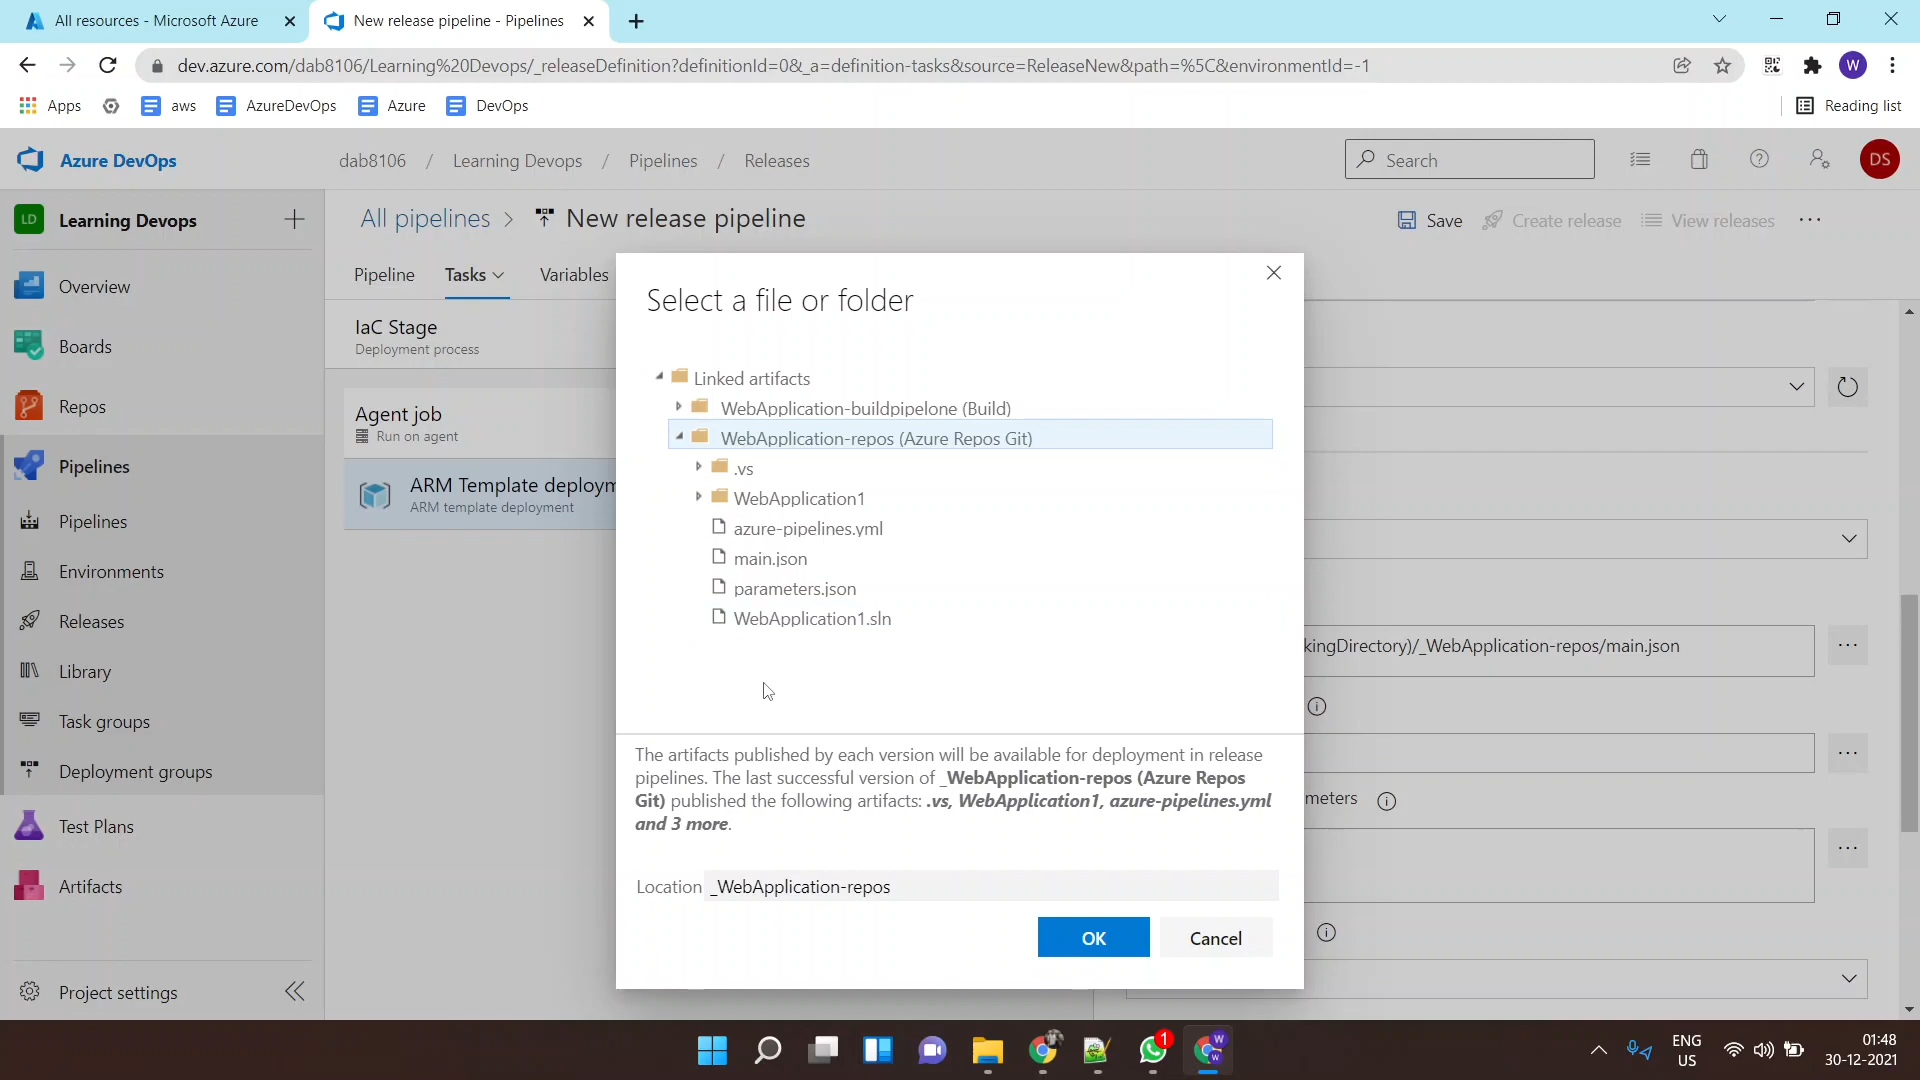 All resources - Microsoft Azure
New release pipeline - Pipelines
dev.azure.com/dab8106/Learning%20Devops/_releaseDefinition?definitionId=0&_a=definition-tasks&source=ReleaseNew&path=%5C&environmentId=-1
W
Apps
aws
AzureDevOps
Azure
DevOps
Reading list
Azure DevOps
dab8106 / Learning Devops / Pipelines / Releases
Search
DS
LD Learning Devops
All pipelines > New release pipeline
Save
Create release
View releases
Overview
Boards
Repos
Pipelines
Pipelines
Environments
Releases
Library
Task groups
Deployment groups
Test Plans
Artifacts
Project settings
Pipeline
Tasks
Variables
IaC Stage
Deployment process
Agent job
Run on agent
ARM Template deploym
ARM template deployment
Select a file or folder
Linked artifacts
WebApplication-buildpipelone (Build)
WebApplication-repos (Azure Repos Git)
.vs
WebApplication1
azure-pipelines.yml
main.json
parameters.json
WebApplication1.sln
The artifacts published by each version will be available for deployment in release
pipelines. The last successful version of _WebApplication-repos (Azure Repos
Git) published the following artifacts: .vs, WebApplication1, azure-pipelines.yml
and 3 more.
Location _WebApplication-repos
OK
Cancel
kingDirectory)/_WebApplication-repos/main.json
meters
1
W
W
ENG
US
01:48
30-12-2021